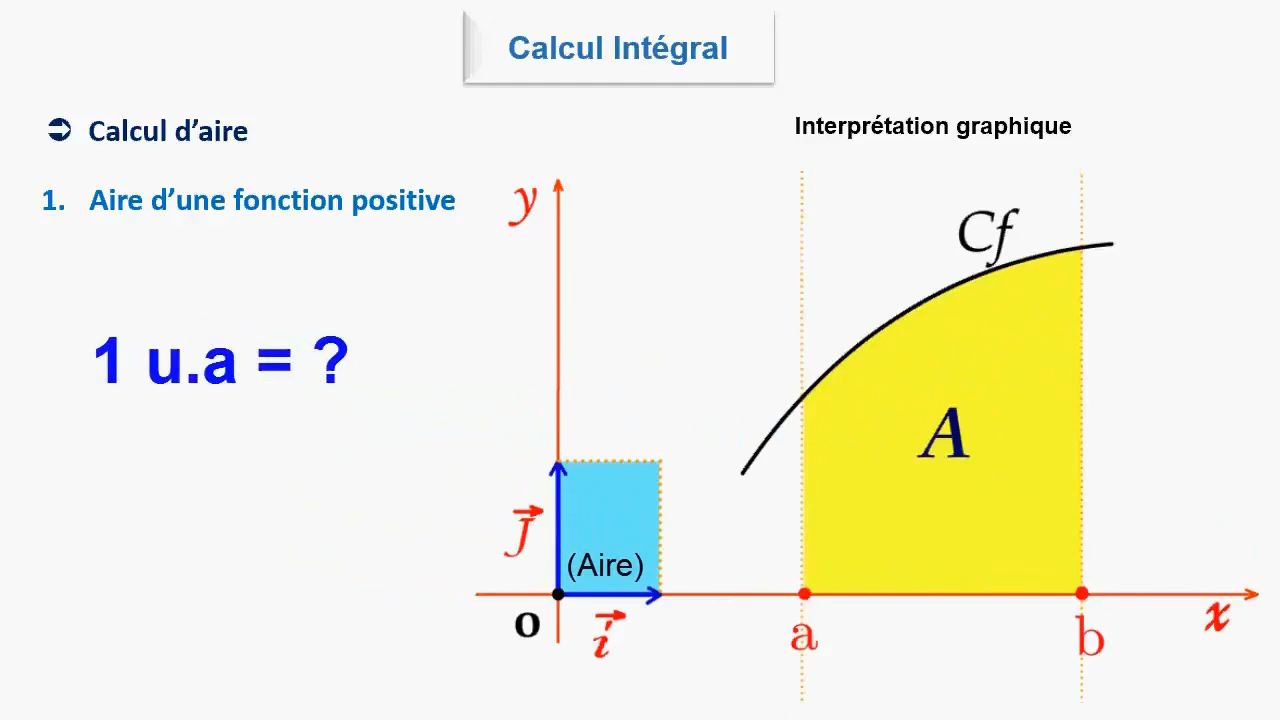 Calcul Intégral
➲ Calcul d’aire
Interprétation graphique
1. Aire d’une fonction positive
y
Cf
1 u.a = ?
A
J
(Aire)
o
i
a
b
x